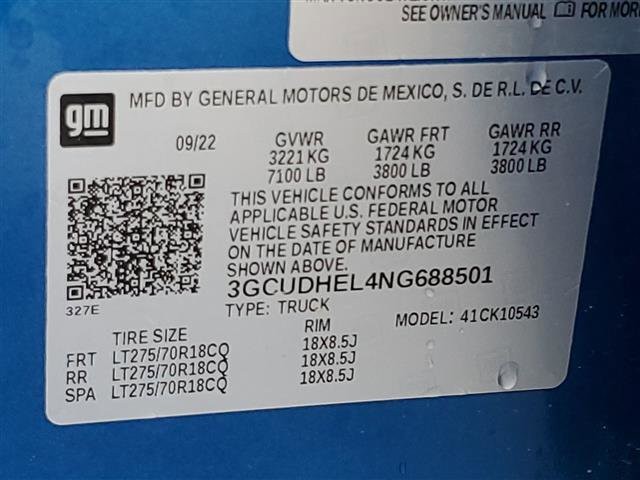 SEE OWNER'S MANUAL FOR MORE
gm
MFD BY GENERAL MOTORS DE MEXICO, S. DE R.L. DE C.V.
09/22 GVWR GAWR FRT GAWR RR
3221 KG 1724 KG 1724 KG
7100 LB 3800 LB 3800 LB
THIS VEHICLE CONFORMS TO ALL
APPLICABLE U.S. FEDERAL MOTOR
VEHICLE SAFETY STANDARDS IN EFFECT
ON THE DATE OF MANUFACTURE
SHOWN ABOVE.
3GCUDHEL4NG688501
327E
TYPE: TRUCK MODEL: 41CK10543
TIRE SIZE RIM
FRT LT275/70R18CQ 18X8.5J
RR LT275/70R18CQ 18X8.5J
SPA LT275/70R18CQ 18X8.5J